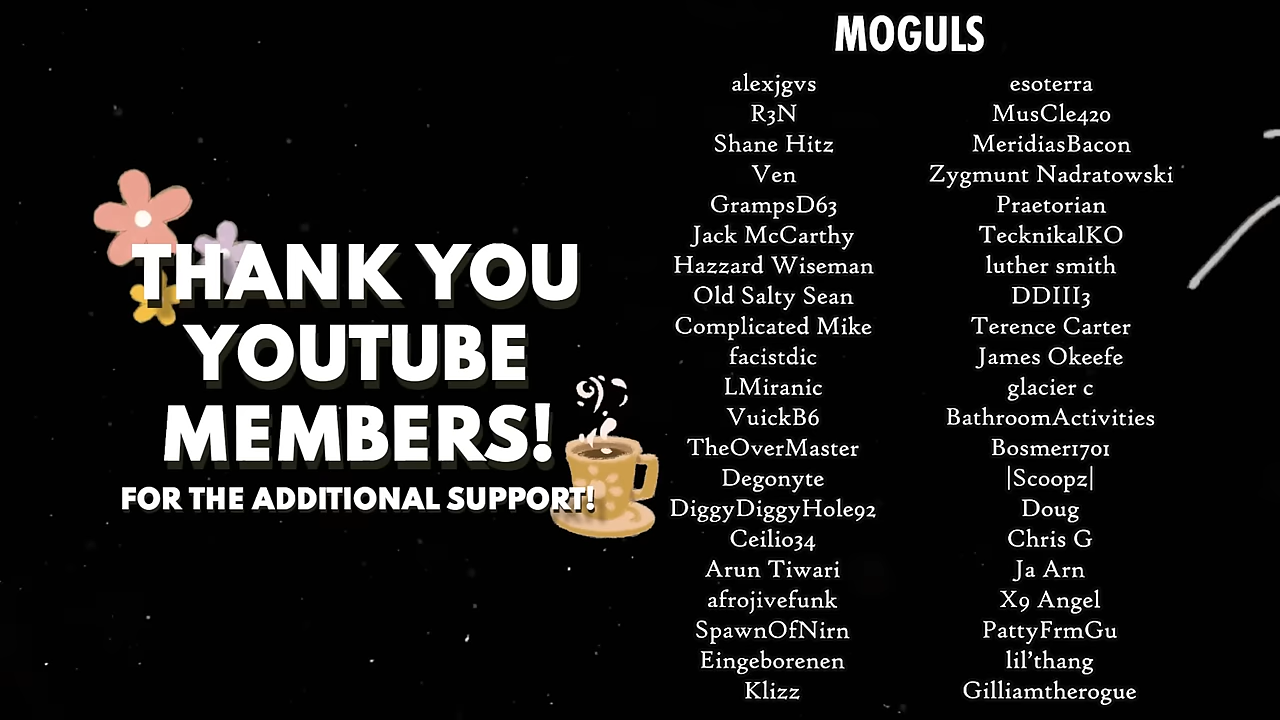 THANK YOU
YOUTUBE
MEMBERS!
FOR THE ADDITIONAL SUPPORT!
MOGULS
alexjgvs
R3N
Shane Hitz
Ven
GrampsD63
Jack McCarthy
Hazzard Wiseman
Old Salty Sean
Complicated Mike
facistdic
LMiranic
VuickB6
TheOverMaster
Degonyte
DiggyDiggyHole92
Ceilio34
Arun Tiwari
afrojivefunk
SpawnOfNirn
Eingeborenen
Klizz
esoterra
MusCle420
MeridiasBacon
Zygmunt Nadratowski
Praetorian
TecknikalKO
luther smith
DDIII3
Terence Carter
James Okeefe
glacier c
BathroomActivities
Bosmer1701
|Scoopz|
Doug
Chris G
Ja Arn
X9 Angel
PattyFrmGu
lil'thang
Gilliamtherogue